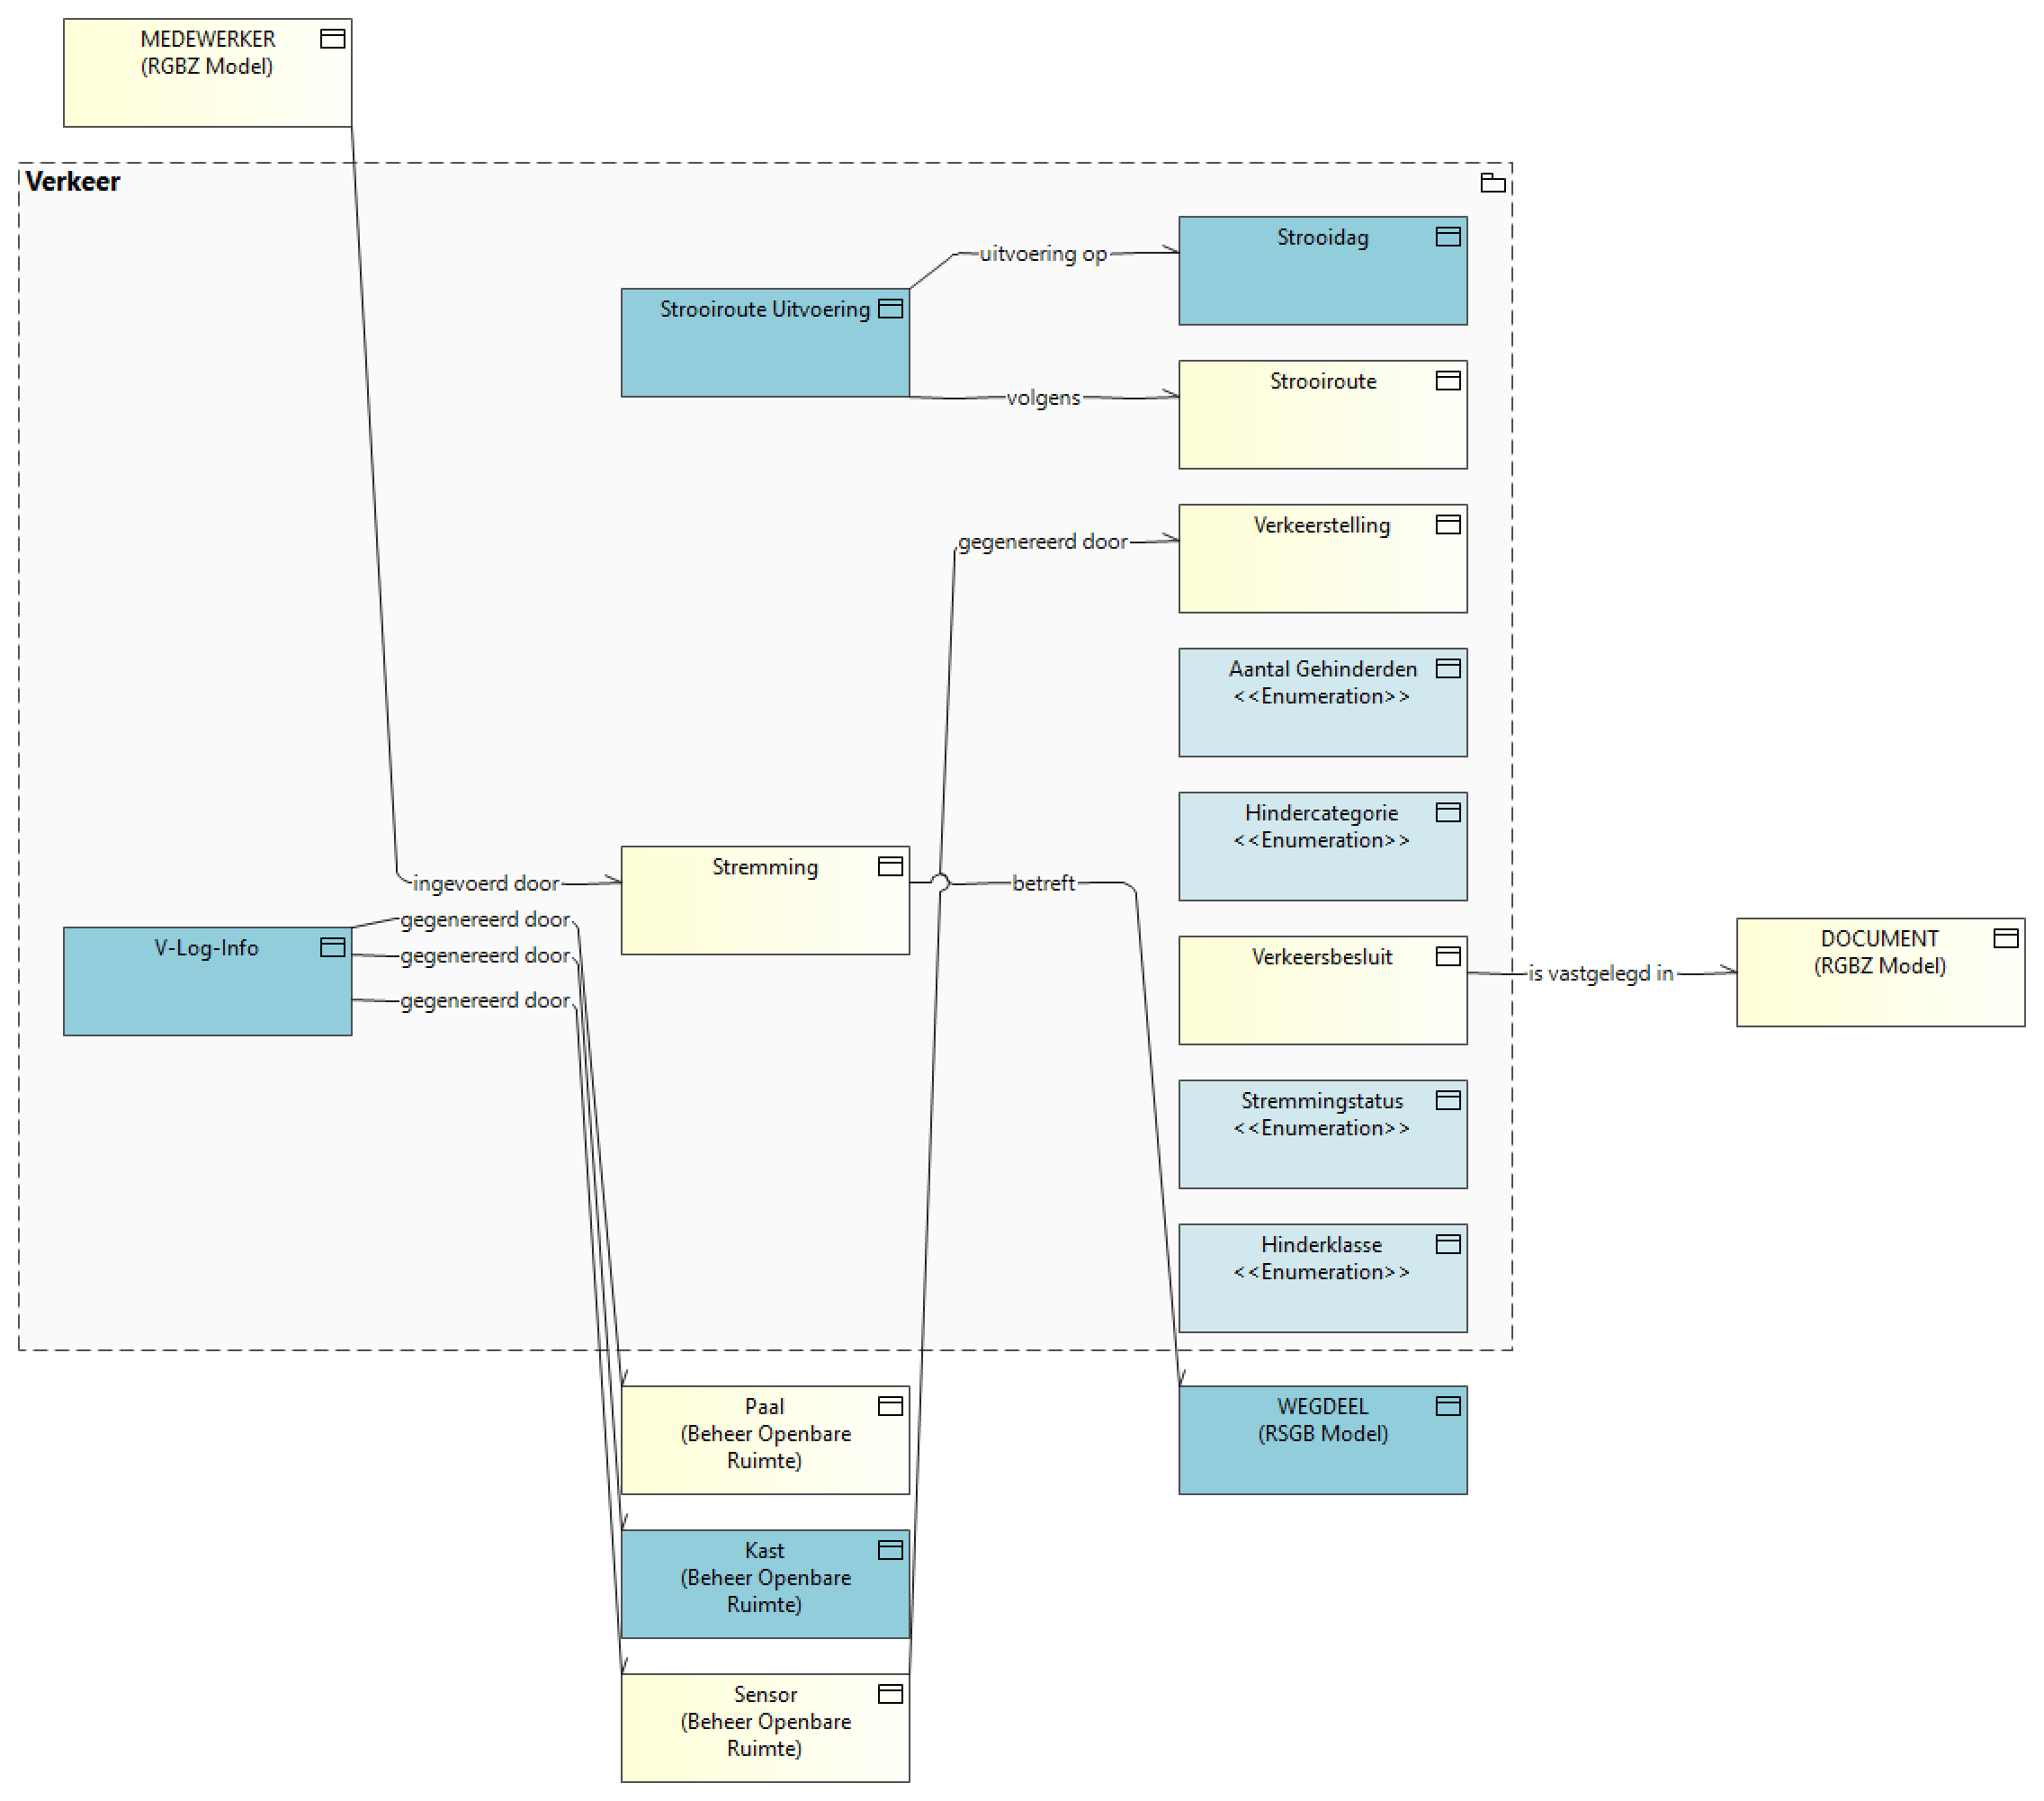 MEDEWERKER
(RGBZ Model)
Verkeer
Strooidag
uitvoering op
Strooiroute Uitvoering
Strooiroute
volgens
Verkeerstelling
gegenereerd door
Aantal Gehinderden
<<Enumeration>>
Hindercategorie
<<Enumeration>>
Stremming
ingevoerd door
betreft
gegenereerd door
V-Log-Info
gegenereerd door
gegenereerd door
Verkeersbesluit
is vastgelegd in
DOCUMENT
(RGBZ Model)
Stremmingstatus
<<Enumeration>>
Hinderklasse
<<Enumeration>>
Paal
(Beheer Openbare
Ruimte)
WEGDEEL
(RSGB Model)
Kast
(Beheer Openbare
Ruimte)
Sensor
(Beheer Openbare
Ruimte)